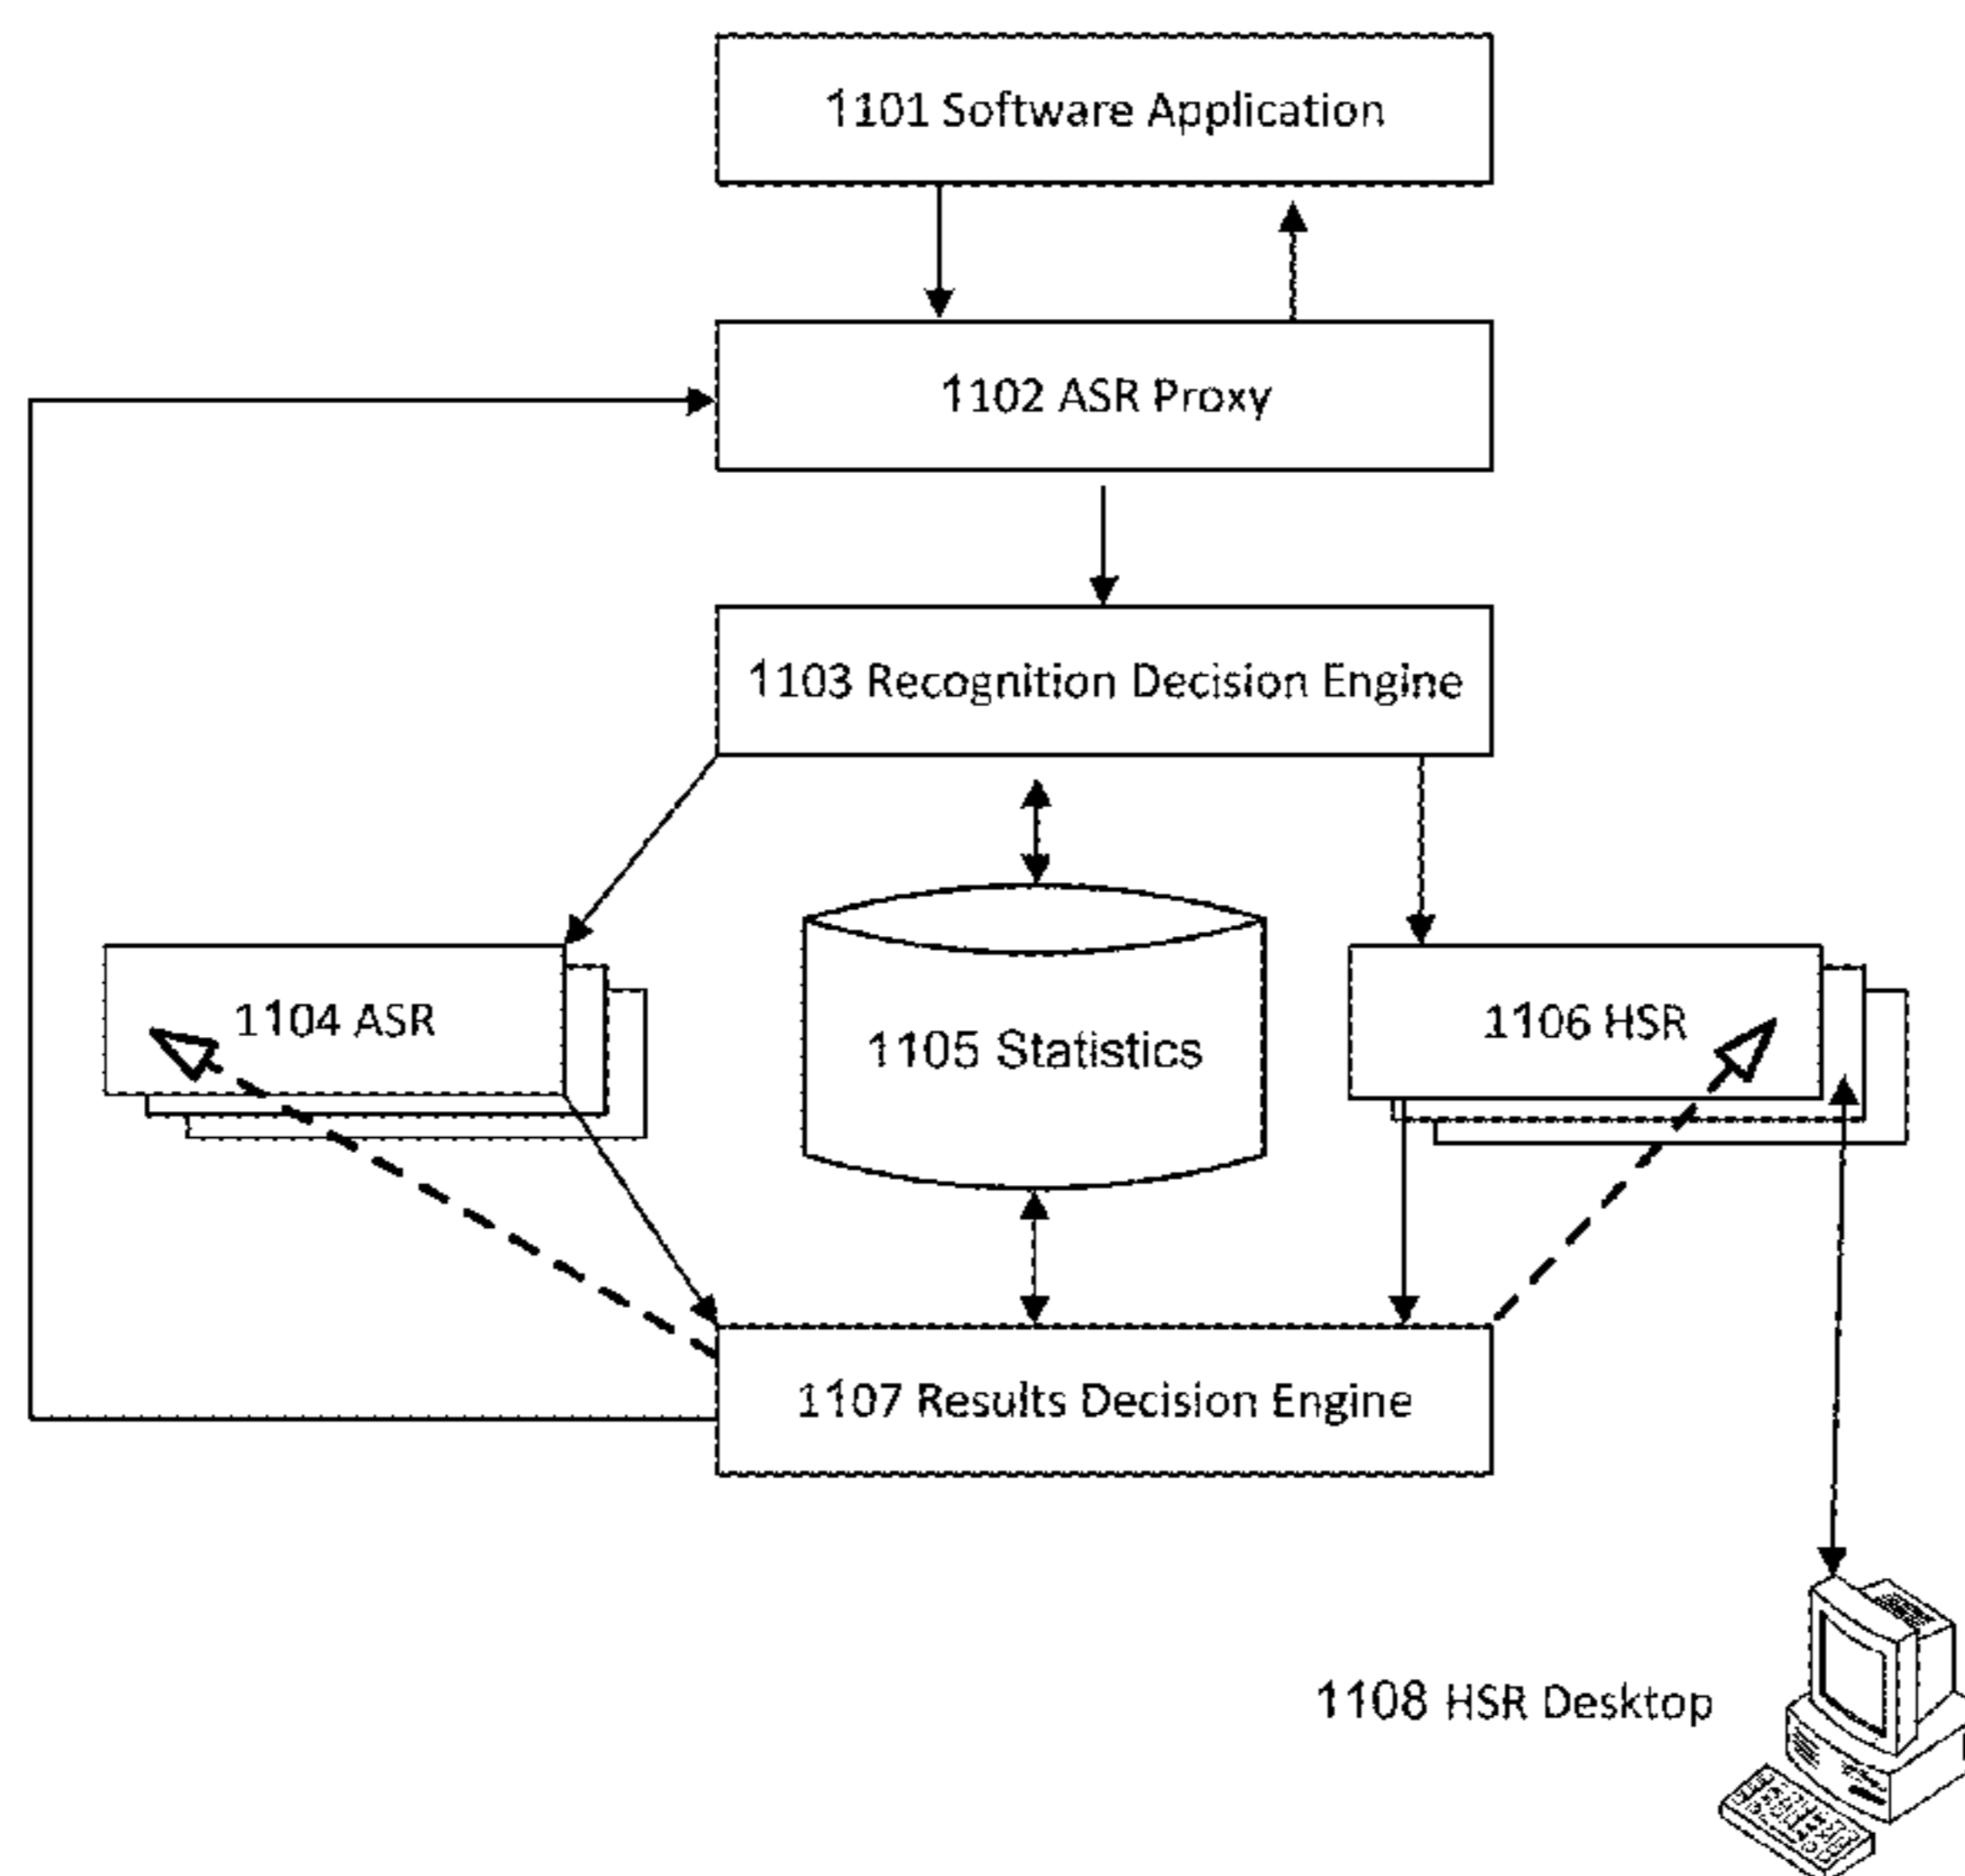 1101 Software Application
1102 ASR Proxy
1103 Recognition Decision Engine
1104 ASR
1105 Statistics
1106 HSR
1107 Results Decision Engine
1108 HSR Desktop